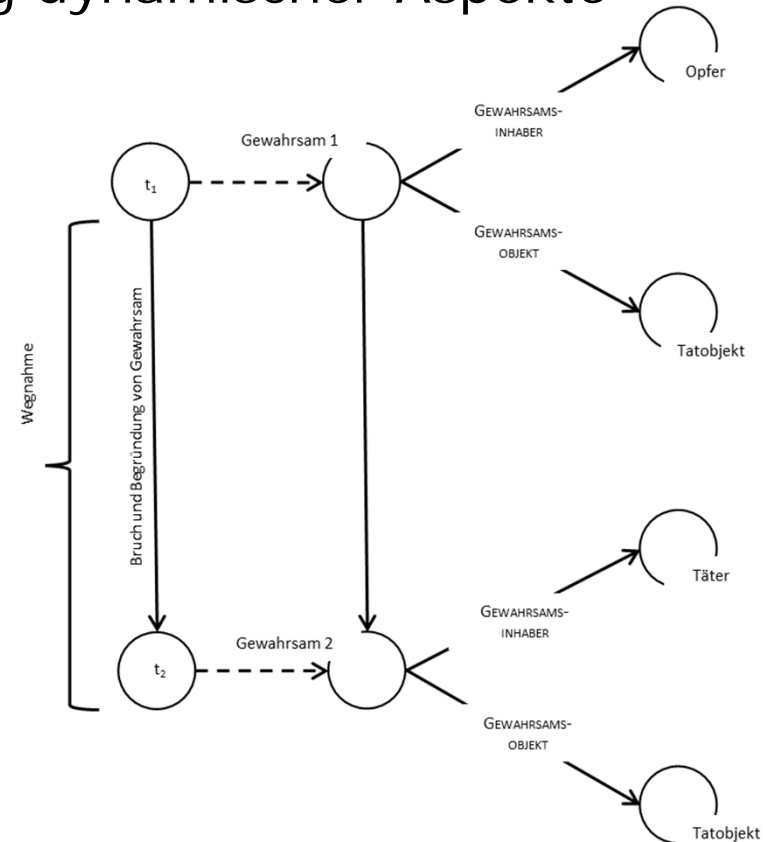 dynamischer Aspekte
Opfer
GEWAHRSAMS-
INHABER
Gewahrsam 1
t1
GEWAHRSAMS-
OBJEKT
Tatobjekt
Wegnahme
Bruch und Begründung von Gewahrsam
Täter
GEWAHRSAMS-
INHABER
Gewahrsam 2
t2
GEWAHRSAMS-
OBJEKT
Tatobjekt